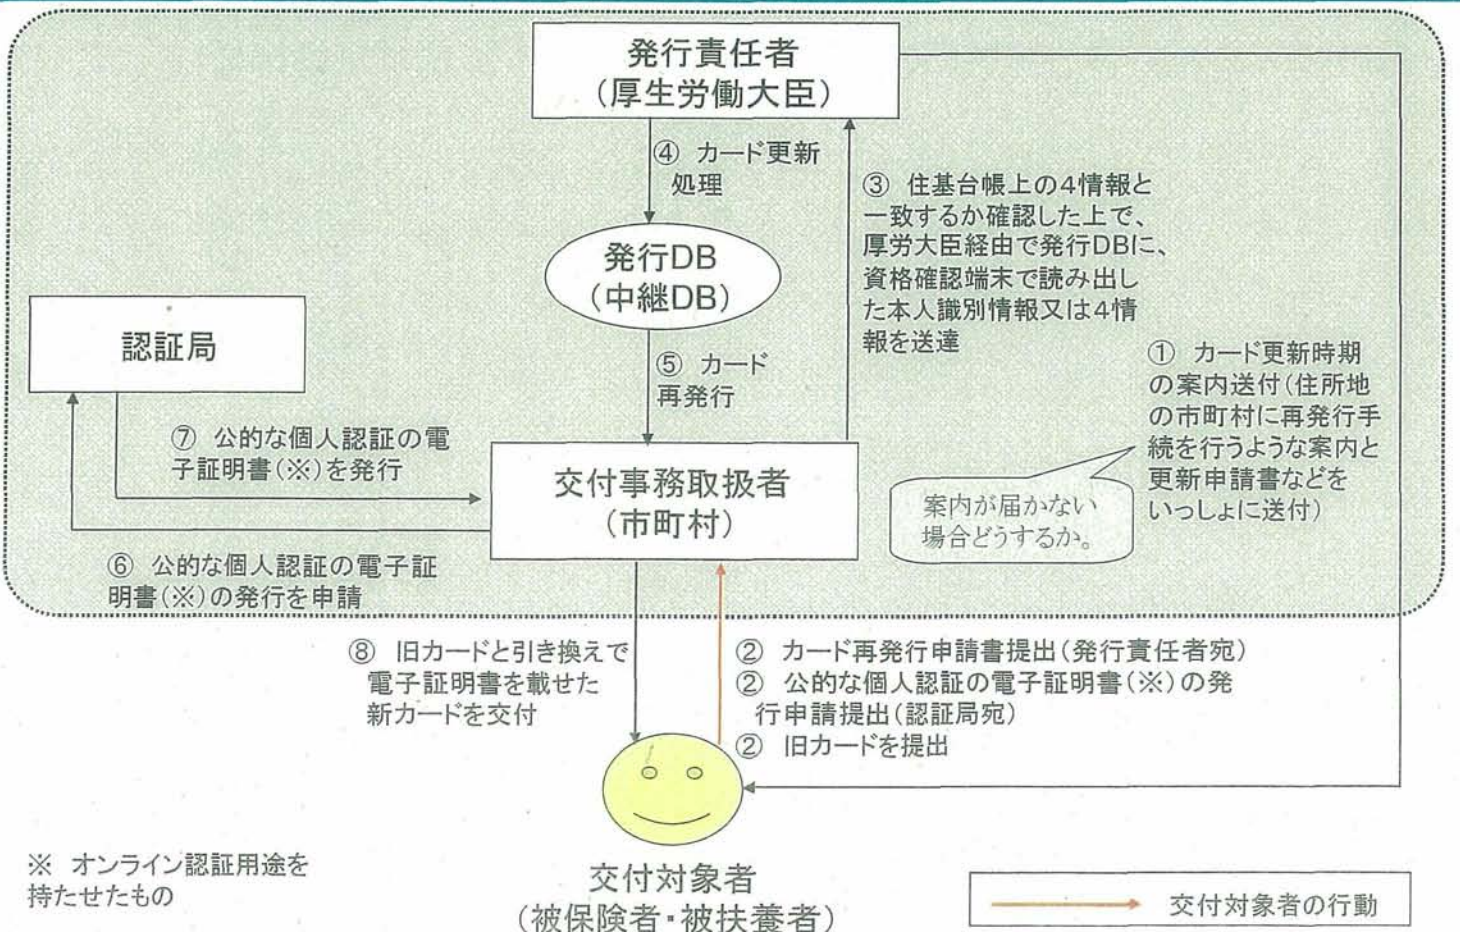 発行責任者
（厚生労働大臣）
④ カード更新
処理
③ 住基台帳上の４情報と
一致するか確認した上で、
厚労大臣経由で発行DBに、
資格確認端末で読み出し
た本人識別情報又は４情
報を送達
発行DB
（中継DB）
認証局
① カード更新時期
の案内送付（住所地
の市町村に再発行手
続を行うような案内と
更新申請書などを
いっしょに送付）
⑤ カード
再発行
⑦ 公的な個人認証の電
子証明書（※）を発行
交付事務取扱者
（市町村）
案内が届かない
場合どうするか。
⑥ 公的な個人認証の電子証
明書（※）の発行を申請
⑧ 旧カードと引き換えで
電子証明書を載せた
新カードを交付
② カード再発行申請書提出（発行責任者宛）
② 公的な個人認証の電子証明書（※）の発
行申請提出（認証局宛）
② 旧カードを提出
※ オンライン認証用途を
持たせたもの
交付対象者
（被保険者・被扶養者）
交付対象者の行動